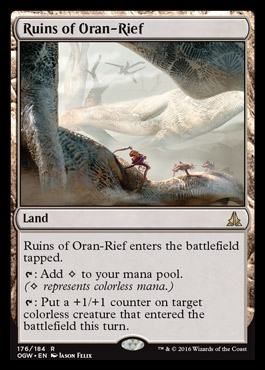 Ruins of Oran-Rief
Land
Ruins of Oran-Rief enters the battlefield
tapped.
: Add ◇ to your mana pool.
(◇ represents colorless mana.)
: Put a +1/+1 counter on target
colorless creature that entered the
battlefield this turn.
176/184 R
OGW • EN Jason Felix
™ & © 2016 Wizards of the Coast